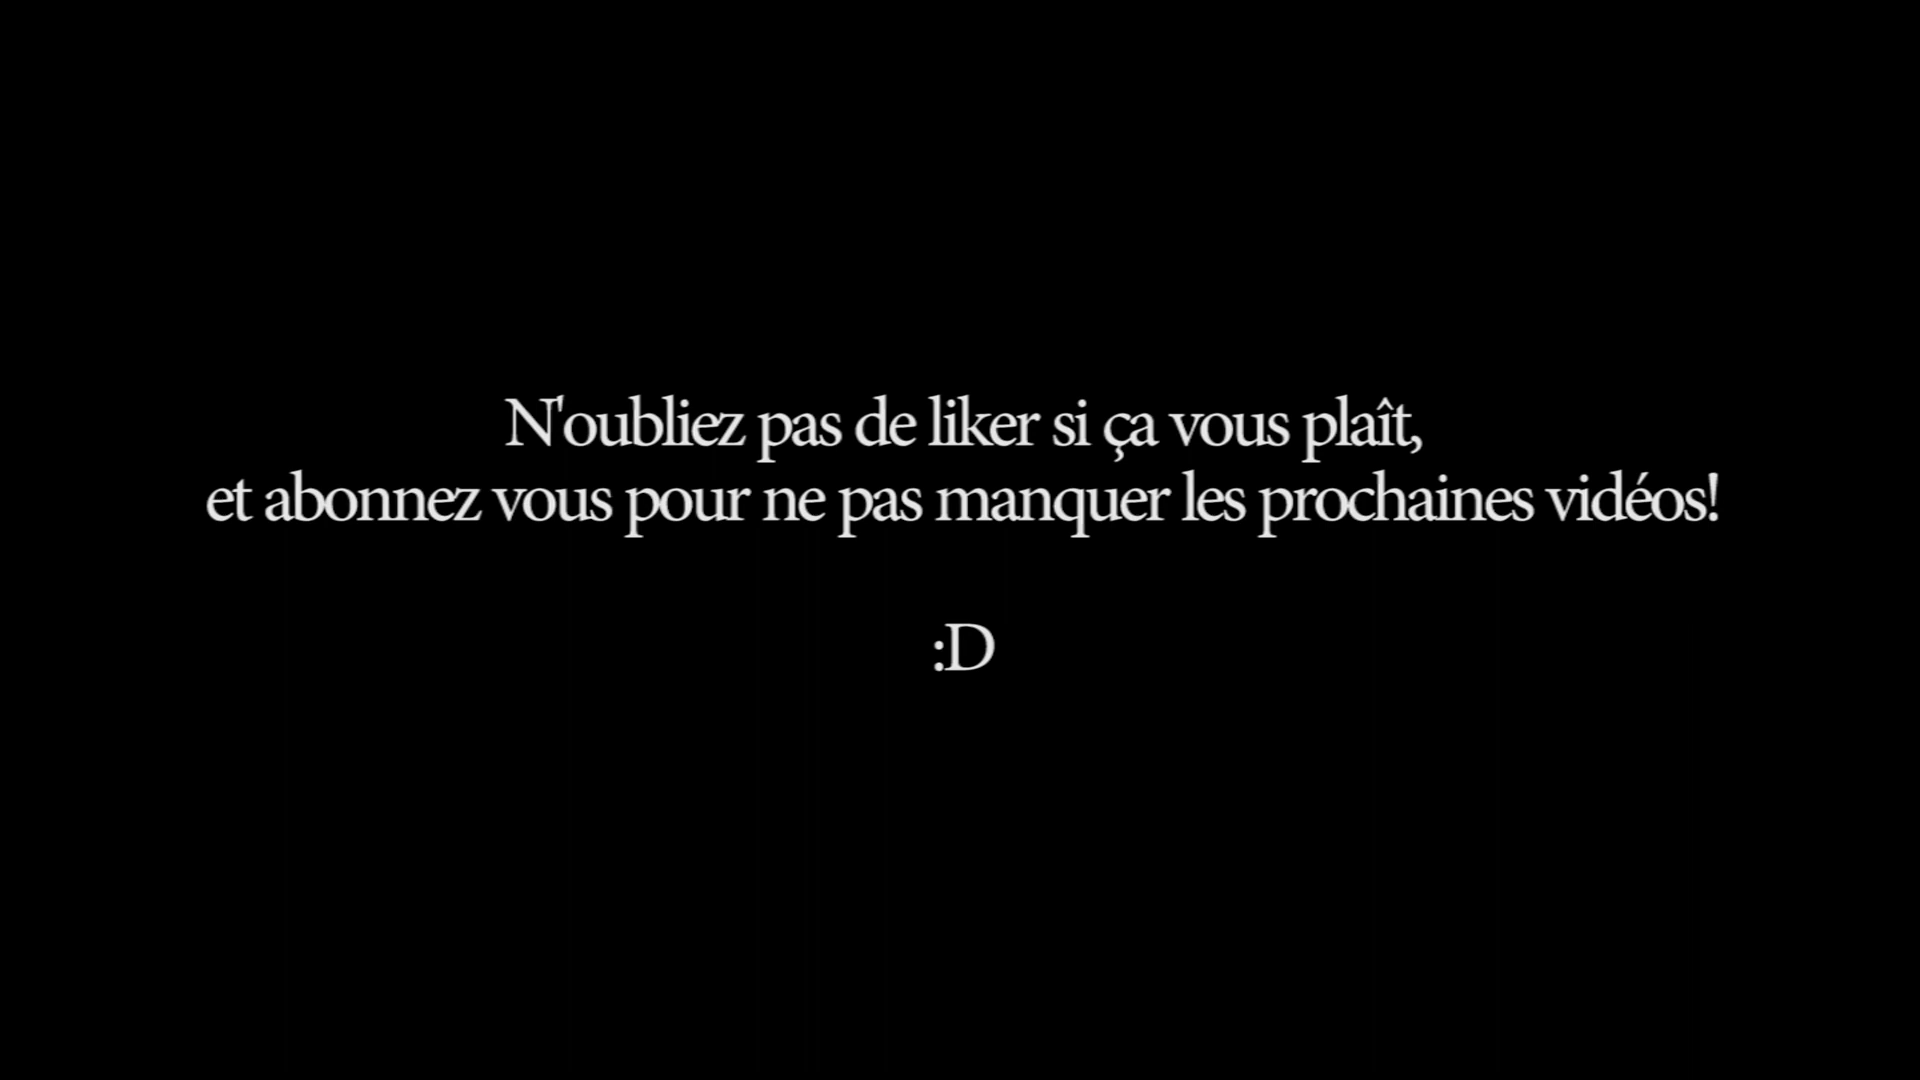 N'oubliez pas de liker si ça vous plaît,
et abonnez vous pour ne pas manquer les prochaines vidéos!
:D